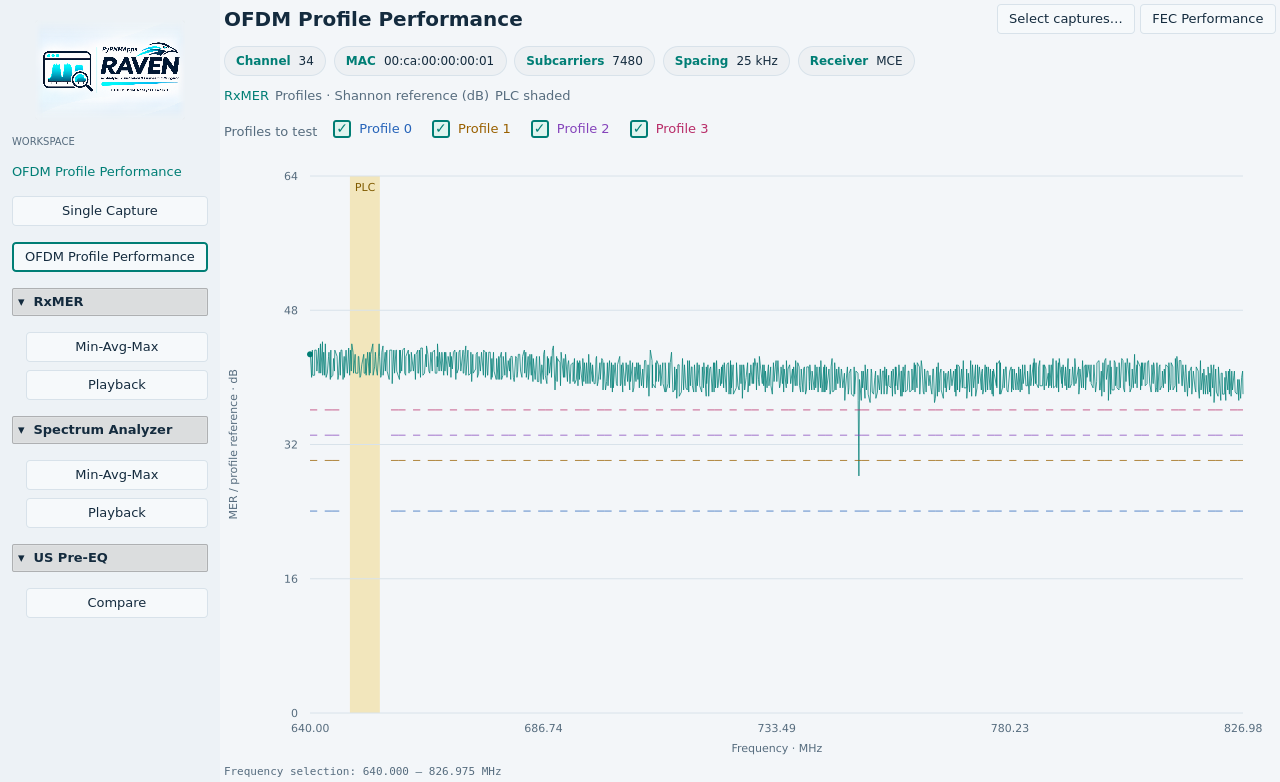 PyPNMApps
RAVEN
WORKSPACE
OFDM Profile Performance
Single Capture
OFDM Profile Performance
▾ RxMER
Min-Avg-Max
Playback
▾ Spectrum Analyzer
Min-Avg-Max
Playback
▾ US Pre-EQ
Compare
OFDM Profile Performance
Select captures...
FEC Performance
Channel 34
MAC 00:ca:00:00:00:01
Subcarriers 7480
Spacing 25 kHz
Receiver MCE
RxMER Profiles · Shannon reference (dB) PLC shaded
Profiles to test
✓ Profile 0
✓ Profile 1
✓ Profile 2
✓ Profile 3
PLC
64
48
32
16
0
MER / profile reference · dB
640.00
686.74
733.49
780.23
826.98
Frequency · MHz
Frequency selection: 640.000 – 826.975 MHz